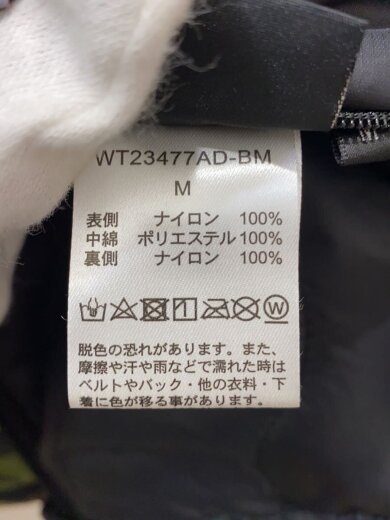 WT23477AD-BM
M
表側 ナイロン 100%
中綿 ポリエステル 100%
裏側 ナイロン 100%
脱色の恐れがあります。また、
摩擦や汗や雨などで濡れた時は
ベルトやバック・他の衣料・下
着に色が移る事があります。